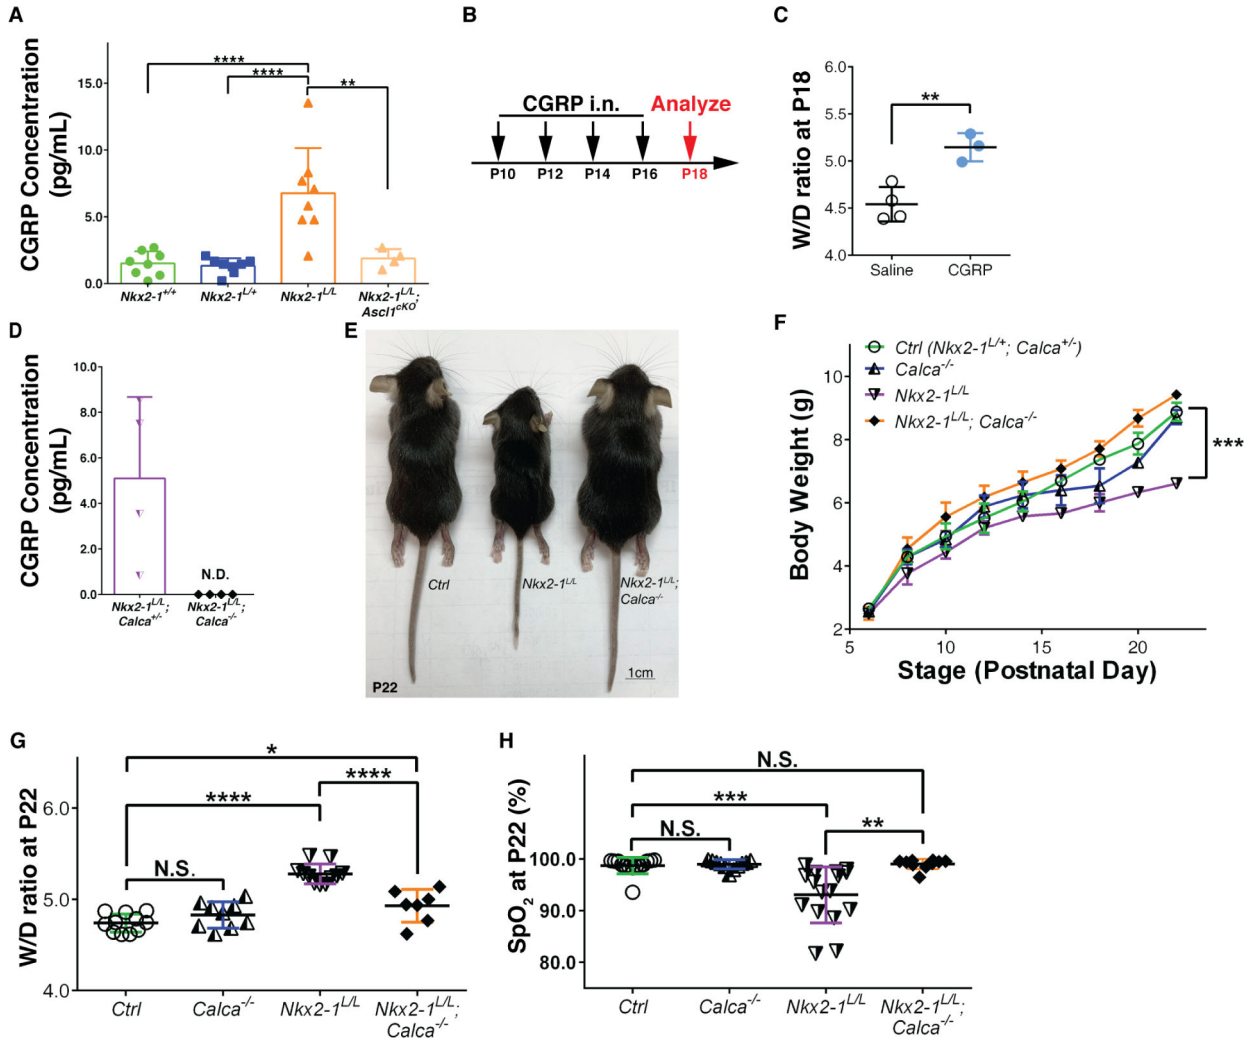 A
CGRP Concentration
(pg/mL)
15.0
10.0
5.0
0.0
****
****
**
Nkx2-1+/+
Nkx2-1L/+
Nkx2-1L/L
Nkx2-1L/L;
Ascl1cKO
B
CGRP i.n.
Analyze
P10
P12
P14
P16
P18
C
W/D ratio at P18
6.0
5.5
5.0
4.5
4.0
**
Saline
CGRP
D
CGRP Concentration
(pg/mL)
10.0
8.0
6.0
4.0
2.0
0.0
N.D.
Nkx2-1L/L;
Calca+/-
Nkx2-1L/L;
Calca-/-
E
Ctrl
Nkx2-1L/L
Nkx2-1L/L;
Calca-/-
1cm
P22
F
Ctrl (Nkx2-1L/+; Calca+/-)
Calca-/-
Nkx2-1L/L
Nkx2-1L/L; Calca-/-
Body Weight (g)
10
8
6
4
2
***
5
10
15
20
Stage (Postnatal Day)
G
W/D ratio at P22
6.0
5.0
4.0
*
****
****
N.S.
Ctrl
Calca-/-
Nkx2-1L/L
Nkx2-1L/L;
Calca-/-
H
SpO2 at P22 (%)
100.0
90.0
80.0
N.S.
***
**
N.S.
Ctrl
Calca-/-
Nkx2-1L/L
Nkx2-1L/L;
Calca-/-